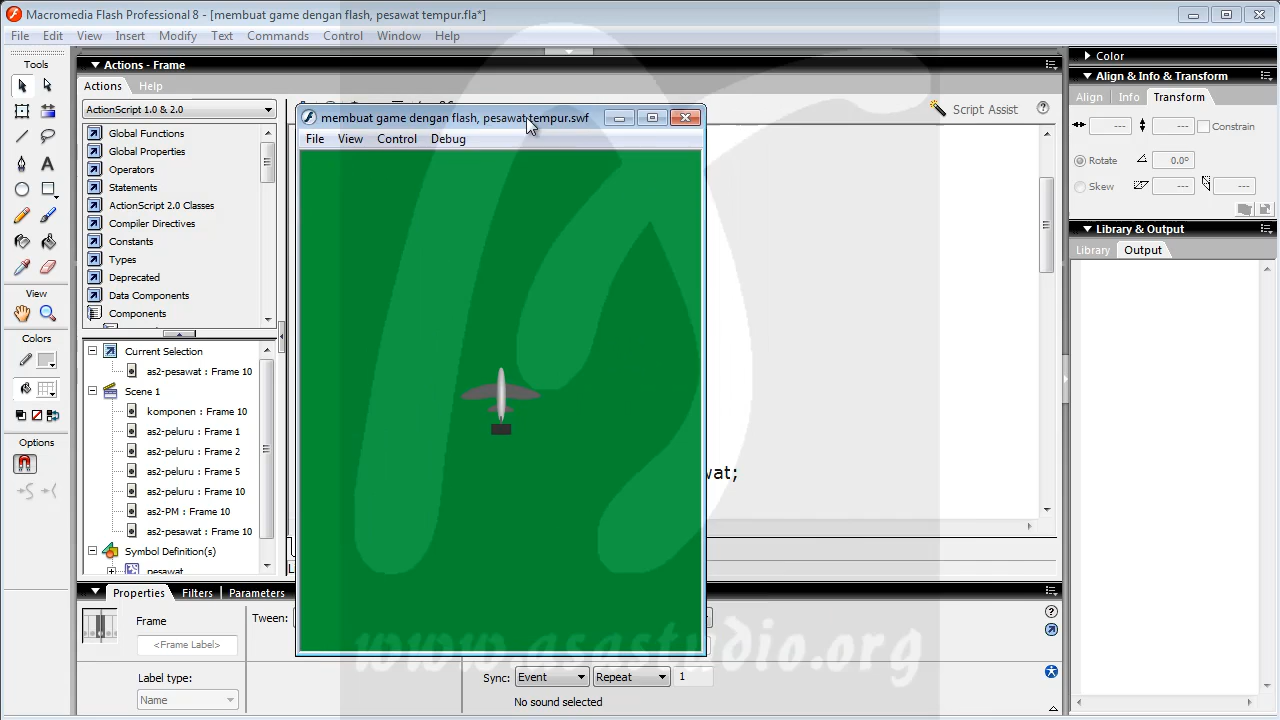 Macromedia Flash Professional 8 - [membuat game dengan flash, pesawat tempur.fla*]
File Edit View Insert Modify Text Commands Control Window Help
Tools
View
Colors
Options
Actions - Frame
Actions Help
ActionScript 1.0 & 2.0
Global Functions
Global Properties
Operators
Statements
ActionScript 2.0 Classes
Compiler Directives
Constants
Types
Deprecated
Data Components
Components
Current Selection
as2-pesawat : Frame 10
Scene 1
komponen : Frame 10
as2-peluru : Frame 1
as2-peluru : Frame 2
as2-peluru : Frame 5
as2-peluru : Frame 10
as2-PM : Frame 10
as2-pesawat : Frame 10
Symbol Definition(s)
pesawat
Script Assist
wat;
membuat game dengan flash, pesawat tempur.swf
File View Control Debug
Properties Filters Parameters
Frame
<Frame Label>
Label type:
Name
Tween:
Sync: Event Repeat 1
No sound selected
www.asastudio.org
Color
Align & Info & Transform
Align Info Transform
--- --- Constrain
Rotate 0.0º
Skew --- ---
Library & Output
Library Output